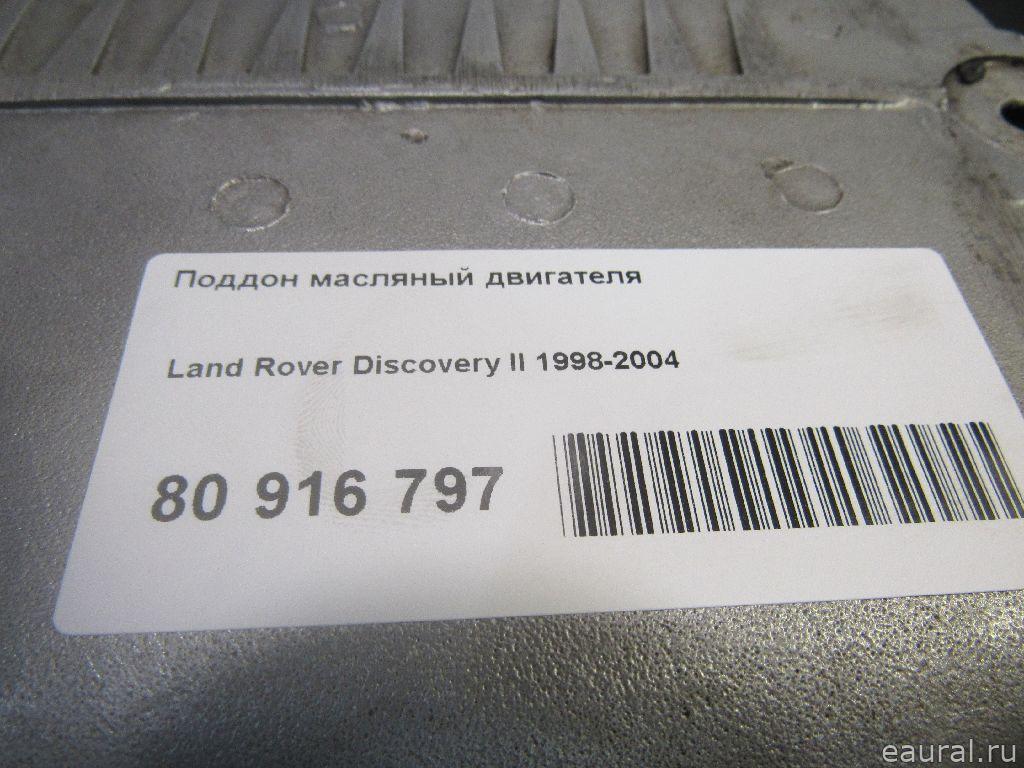 Поддон масляный двигателя
Land Rover Discovery II 1998-2004
80 916 797
eaural.ru